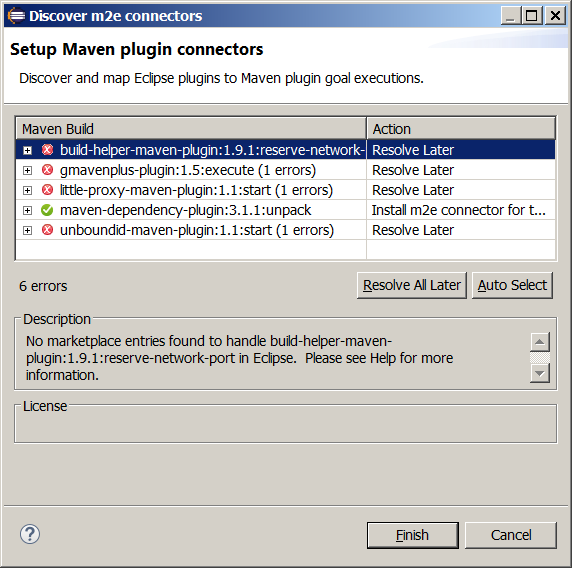 Discover m2e connectors
Setup Maven plugin connectors
Discover and map Eclipse plugins to Maven plugin goal executions.
Maven Build Action
build-helper-maven-plugin:1.9.1:reserve-network- Resolve Later
gmavenplus-plugin:1.5:execute (1 errors) Resolve Later
little-proxy-maven-plugin:1.1:start (1 errors) Resolve Later
maven-dependency-plugin:3.1.1:unpack Install m2e connector for t...
unboundid-maven-plugin:1.1:start (1 errors) Resolve Later
6 errors Resolve All Later Auto Select
Description
No marketplace entries found to handle build-helper-maven-
plugin:1.9.1:reserve-network-port in Eclipse. Please see Help for more
information.
License
? Finish Cancel